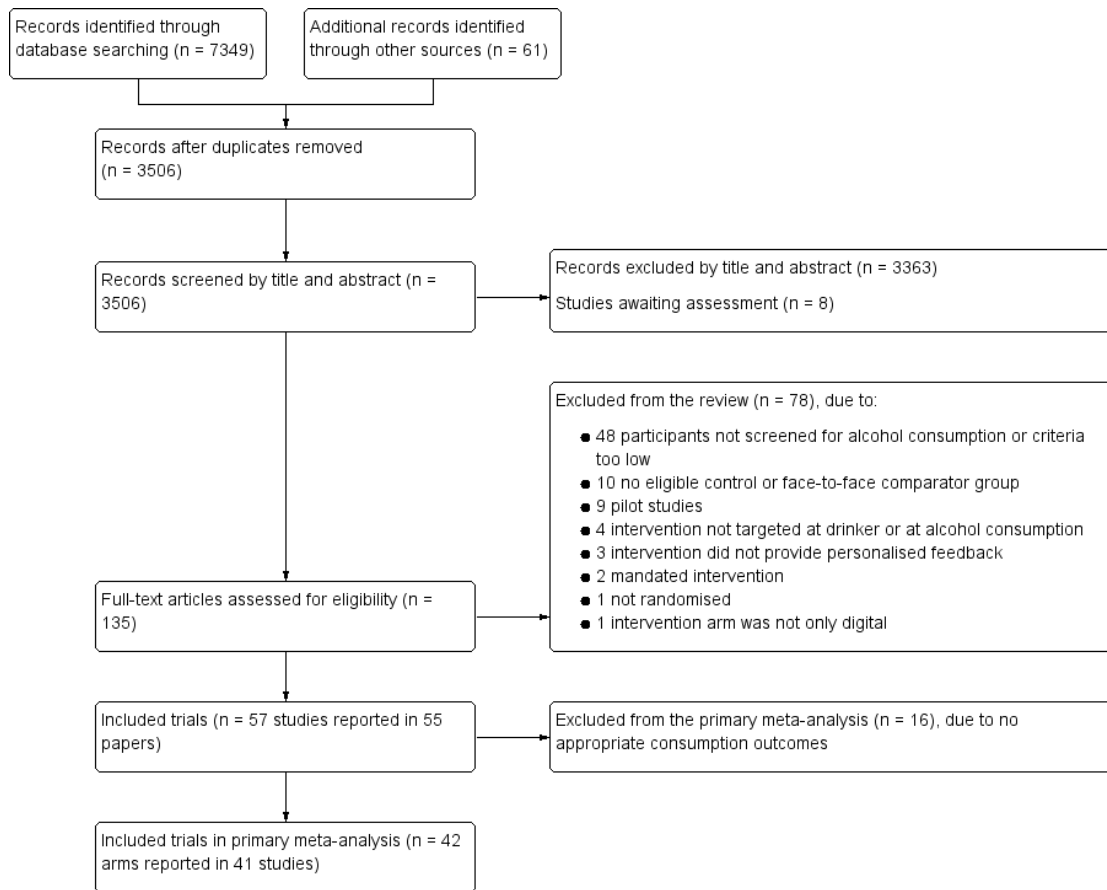 Records identified through
database searching (n = 7349)
Additional records identified
through other sources (n = 61)
Records after duplicates removed
(n = 3506)
Records screened by title and abstract (n =
3506)
Records excluded by title and abstract (n = 3363)
Studies awaiting assessment (n = 8)
Excluded from the review (n = 78), due to:
● 48 participants not screened for alcohol consumption or criteria
too low
● 10 no eligible control or face-to-face comparator group
● 9 pilot studies
● 4 intervention not targeted at drinker or at alcohol consumption
● 3 intervention did not provide personalised feedback
● 2 mandated intervention
● 1 not randomised
● 1 intervention arm was not only digital
Full-text articles assessed for eligibility (n =
135)
Included trials (n = 57 studies reported in 55
papers)
Excluded from the primary meta-analysis (n = 16), due to no
appropriate consumption outcomes
Included trials in primary meta-analysis (n = 42
arms reported in 41 studies)